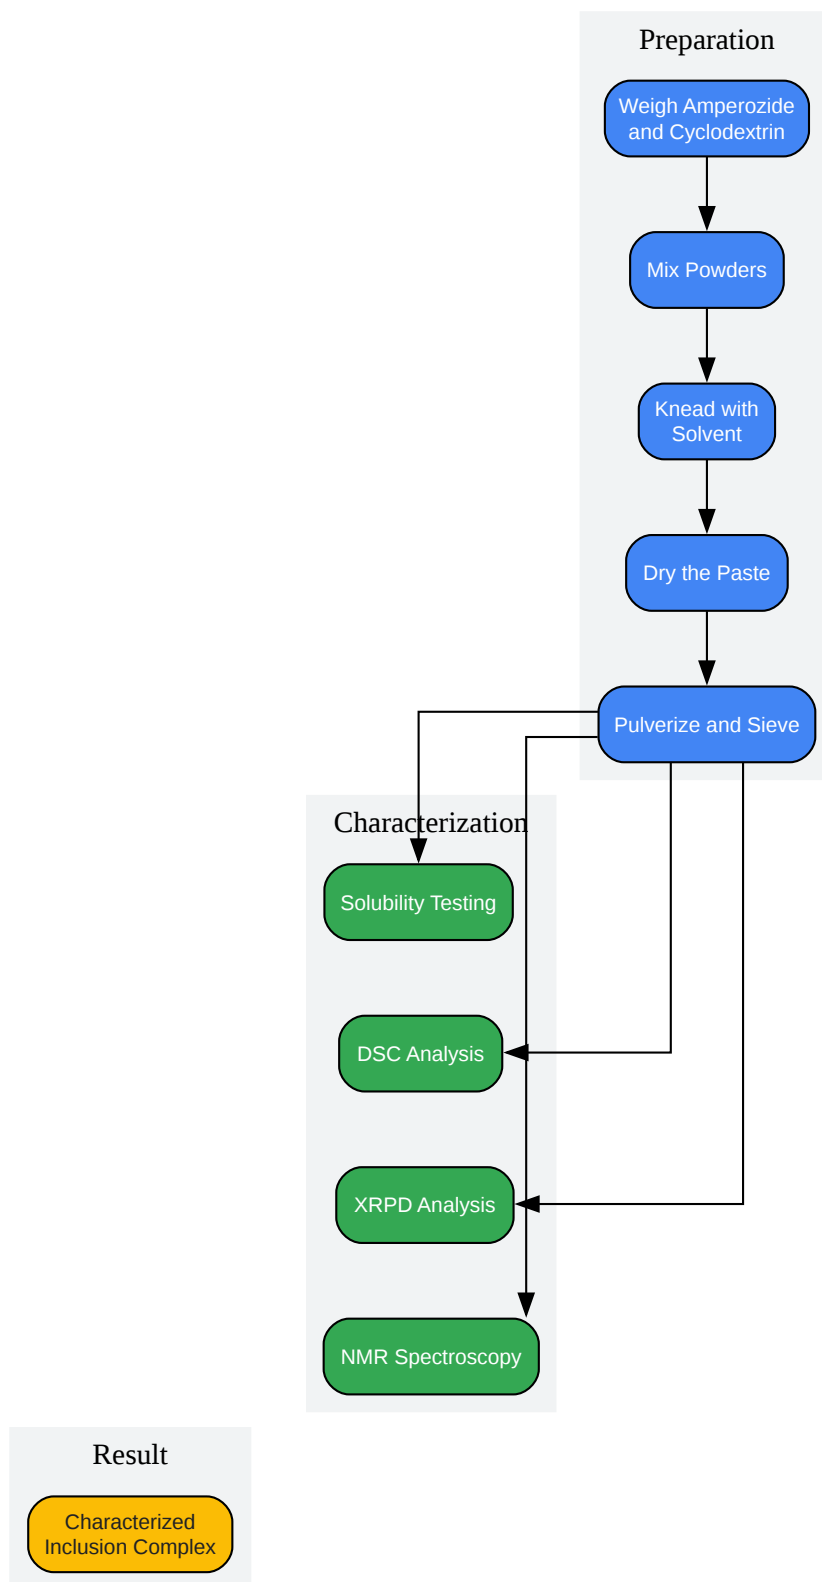 Preparation
Weigh Amperozide
and Cyclodextrin
Mix Powders
Knead with
Solvent
Dry the Paste
Pulverize and Sieve
Characterization
Solubility Testing
DSC Analysis
XRPD Analysis
NMR Spectroscopy
Result
Characterized
Inclusion Complex